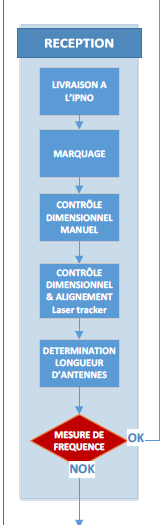 RECEPTION
LIVRAISON A
L'IPNO
MARQUAGE
CONTRÔLE
DIMENSIONNEL
MANUEL
CONTRÔLE
DIMENSIONNEL
& ALIGNEMENT
Laser tracker
DETERMINATION
LONGUEUR
D'ANTENNES
MESURE DE
FREQUENCE
OK
NOK